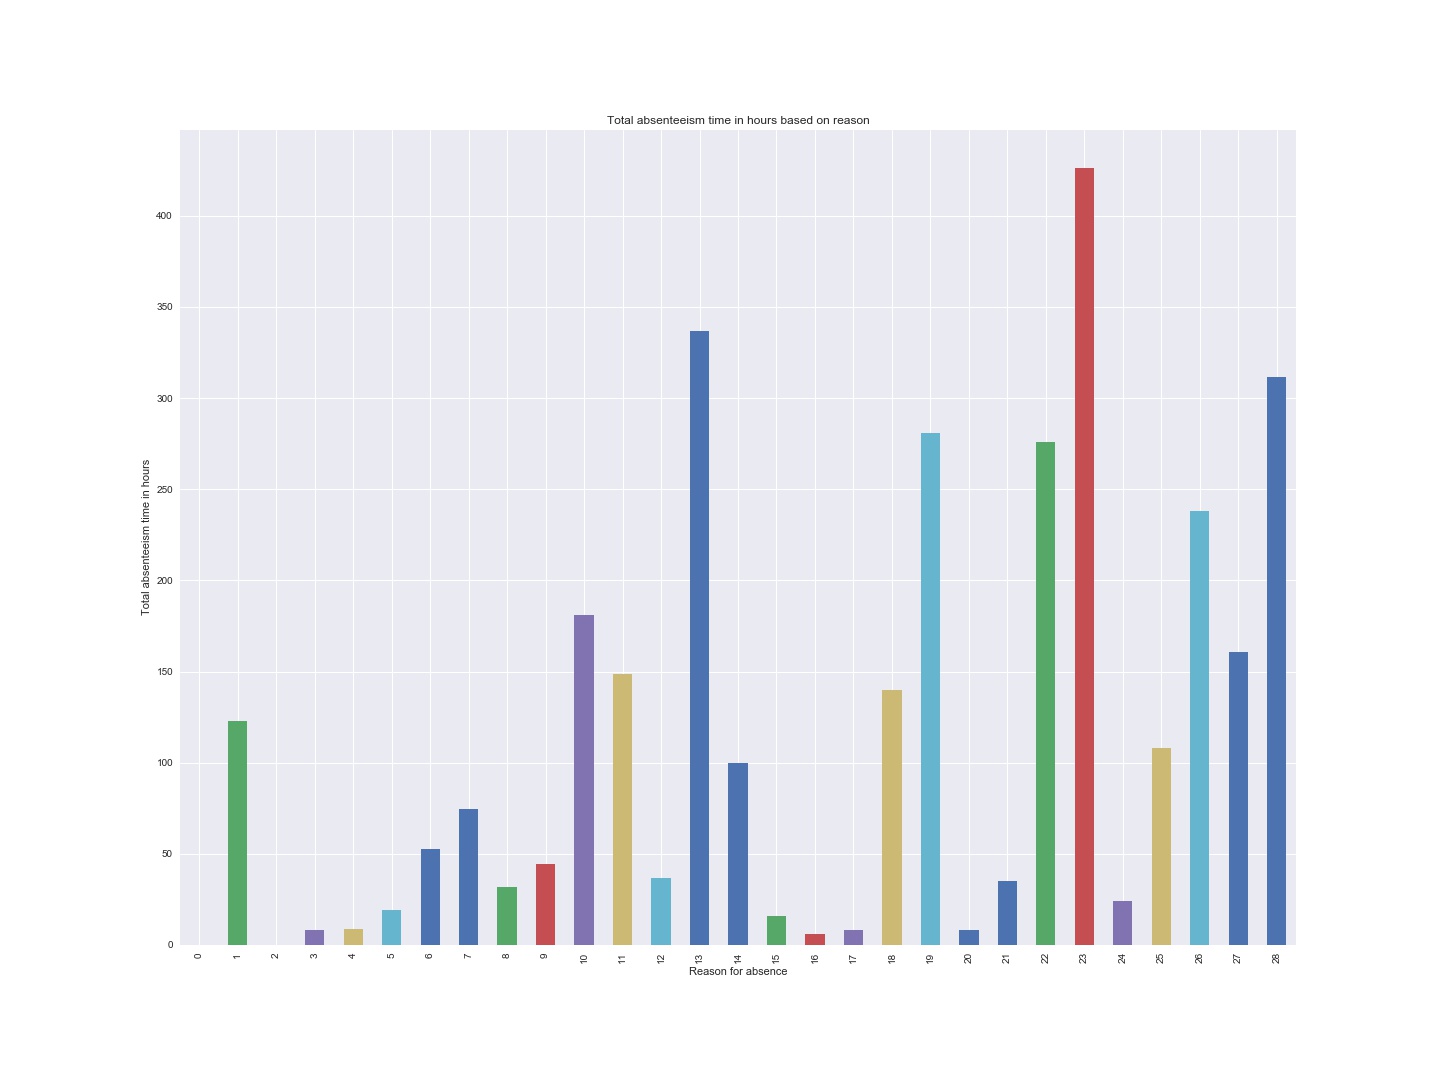 Total absenteeism time in hours based on reason
Total absenteeism time in hours
400
350
300
250
200
150
100
50
0
0 1 2 3 4 5 6 7 8 9 10 11 12 13 14 15 16 17 18 19 20 21 22 23 24 25 26 27 28
Reason for absence